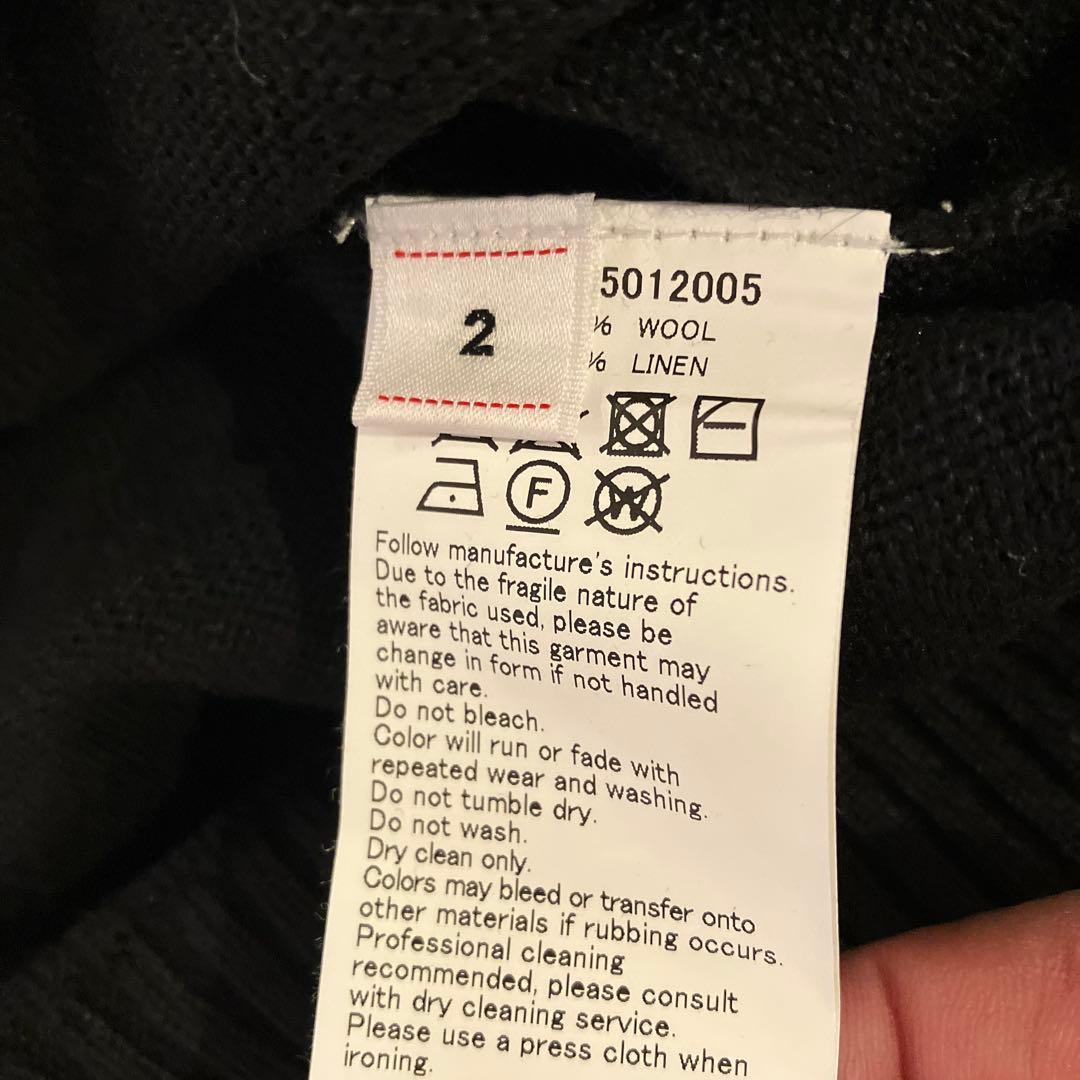 2
5012005
% WOOL
% LINEN
F
W
Follow manufacture's instructions.
Due to the fragile nature of
the fabric used, please be
aware that this garment may
change in form if not handled
with care.
Do not bleach.
Color will run or fade with
repeated wear and washing.
Do not tumble dry.
Do not wash.
Dry clean only.
Colors may bleed or transfer onto
other materials if rubbing occurs.
Professional cleaning
recommended, please consult
with dry cleaning service.
Please use a press cloth when
ironing.